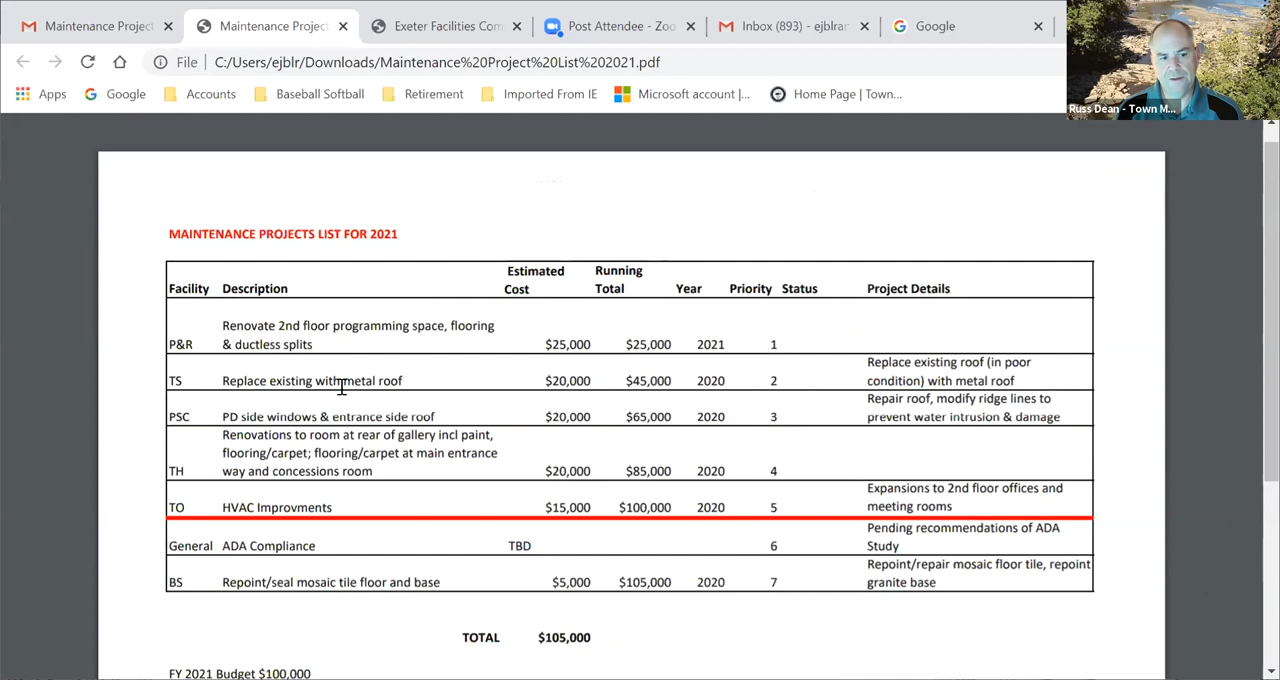 Maintenance Projec
Maintenance Project
Exeter Facilities Com
Post Attendee - Zoo
Inbox (893) - ejblrar
Google
File
C:/Users/ejblr/Downloads/Maintenance%20Project%20List%202021.pdf
Apps
Google
Accounts
Baseball Softball
Retirement
Imported From IE
Microsoft account |...
Home Page | Town...
Russ Dean - Town M...
MAINTENANCE PROJECTS LIST FOR 2021
Facility Description Estimated Cost Running Total Year Priority Status Project Details
P&R Renovate 2nd floor programming space, flooring & ductless splits $25,000 $25,000 2021 1
TS Replace existing with metal roof $20,000 $45,000 2020 2 Replace existing roof (in poor condition) with metal roof
PSC PD side windows & entrance side roof $20,000 $65,000 2020 3 Repair roof, modify ridge lines to prevent water intrusion & damage
TH Renovations to room at rear of gallery incl paint, flooring/carpet; flooring/carpet at main entrance way and concessions room $20,000 $85,000 2020 4
TO HVAC Improvments $15,000 $100,000 2020 5 Expansions to 2nd floor offices and meeting rooms
General ADA Compliance TBD 6 Pending recommendations of ADA Study
BS Repoint/seal mosaic tile floor and base $5,000 $105,000 2020 7 Repoint/repair mosaic floor tile, repoint granite base
TOTAL $105,000
FY 2021 Budget $100,000